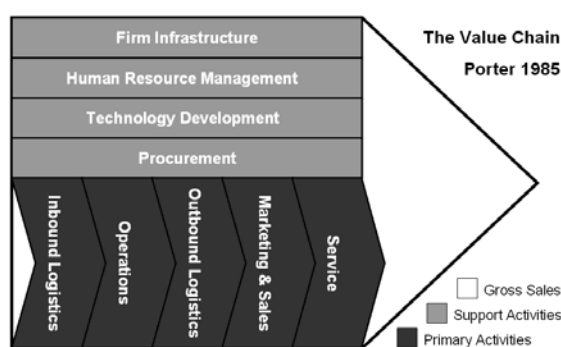 Firm Infrastructure
The Value Chain
Human Resource Management
Porter 1985
Technology Development
Procurement
Inbound Logistics
Operations
Outbound Logistics
Marketing & Sales
Service
Gross Sales
Support Activities
Primary Activities